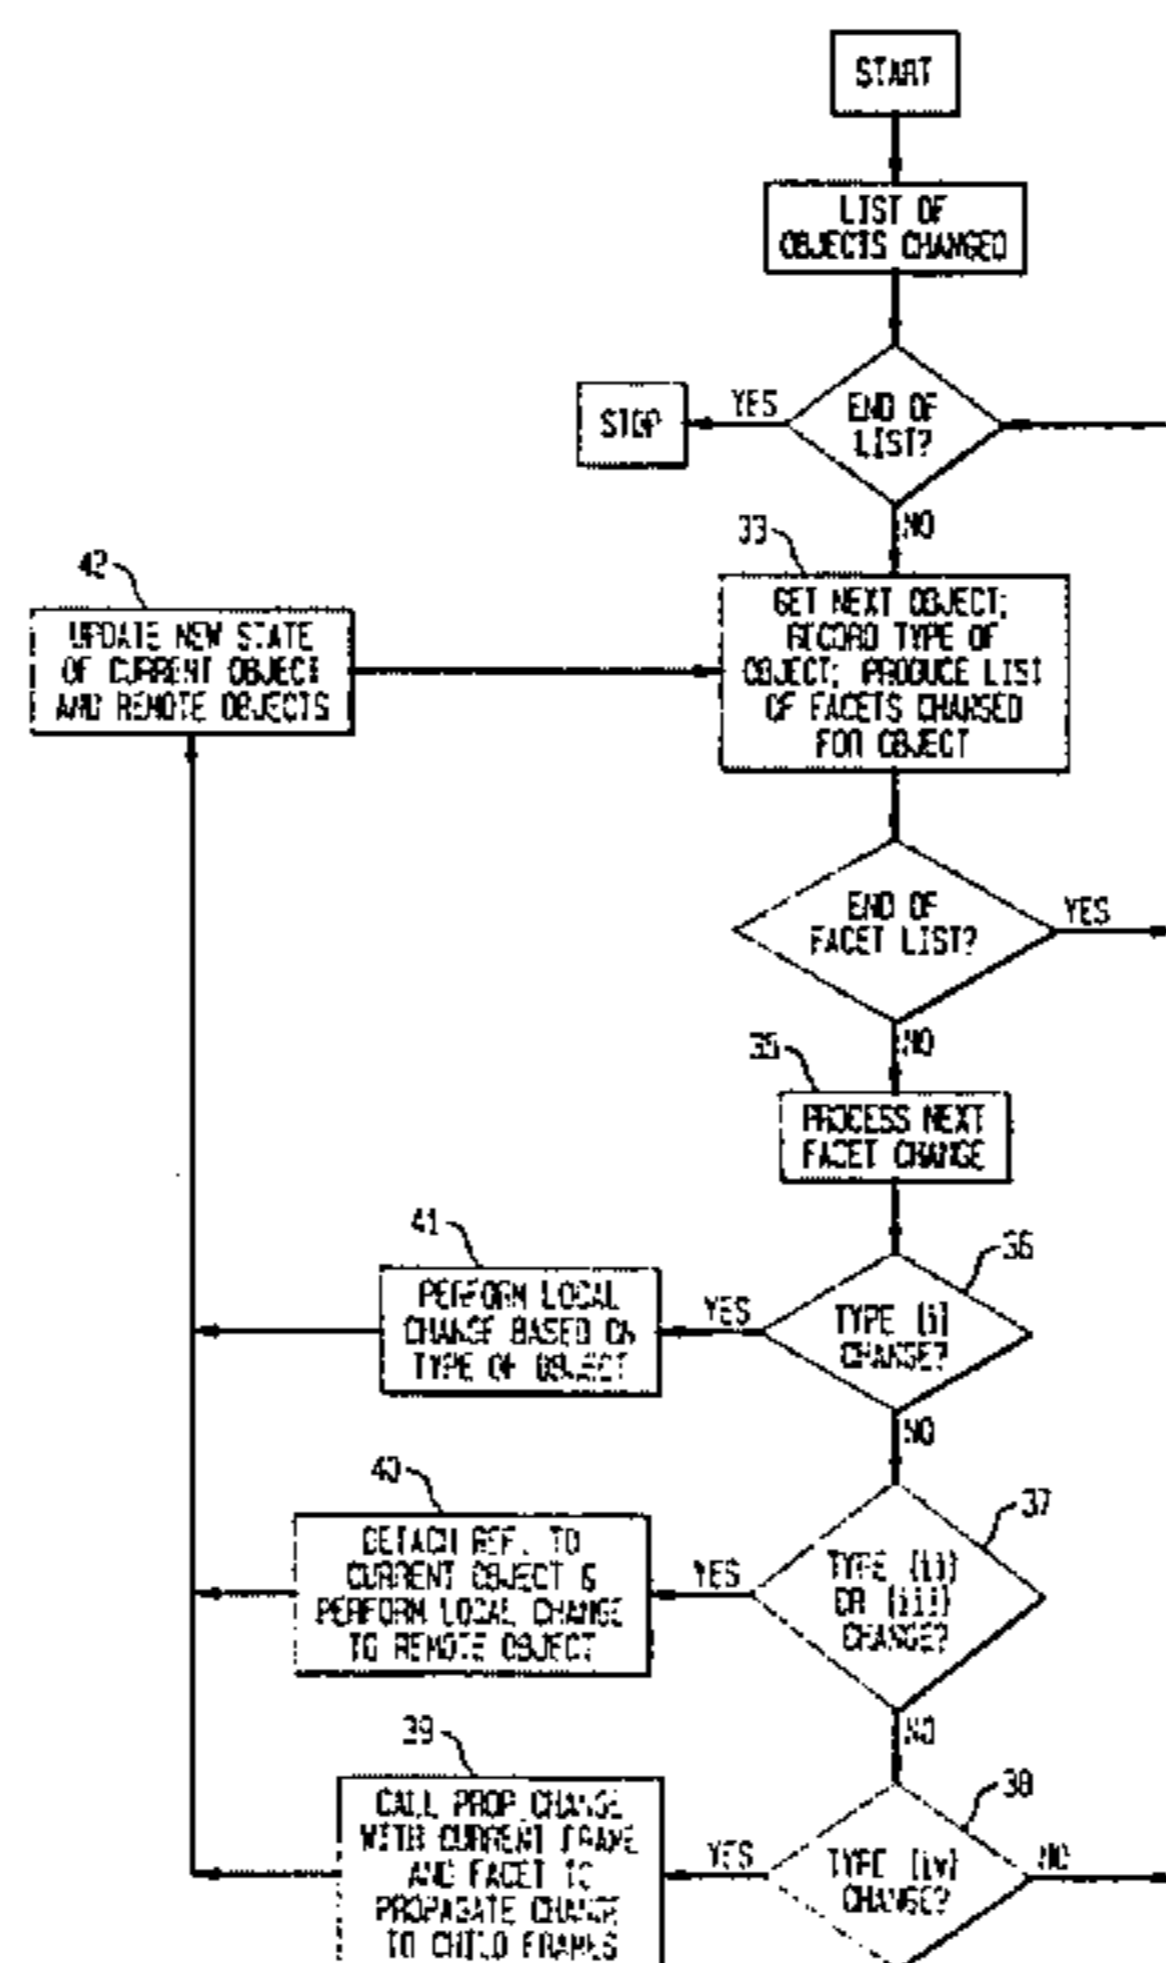 START
LIST OF
OBJECTS CHANGED
END OF
LIST?
YES
STOP
NO
33
GET NEXT OBJECT;
RECORD TYPE OF
OBJECT; PRODUCE LIST
OF FACETS CHANGED
FOR OBJECT
42
UPDATE NEW STATE
OF CURRENT OBJECT
AND REMOTE OBJECTS
END OF
FACET LIST?
YES
NO
35
PROCESS NEXT
FACET CHANGE
36
TYPE (i)
CHANGE?
YES
41
PERFORM LOCAL
CHANGE BASED ON
TYPE OF OBJECT
NO
37
TYPE (ii)
OR (iii)
CHANGE?
YES
40
DETACH REF. TO
CURRENT OBJECT &
PERFORM LOCAL CHANGE
TO REMOTE OBJECT
NO
38
TYPE (iv)
CHANGE?
NO
YES
39
CALL PROP_CHANGE
WITH CURRENT FRAME
AND FACET TO
PROPAGATE CHANGE
TO CHILD FRAMES